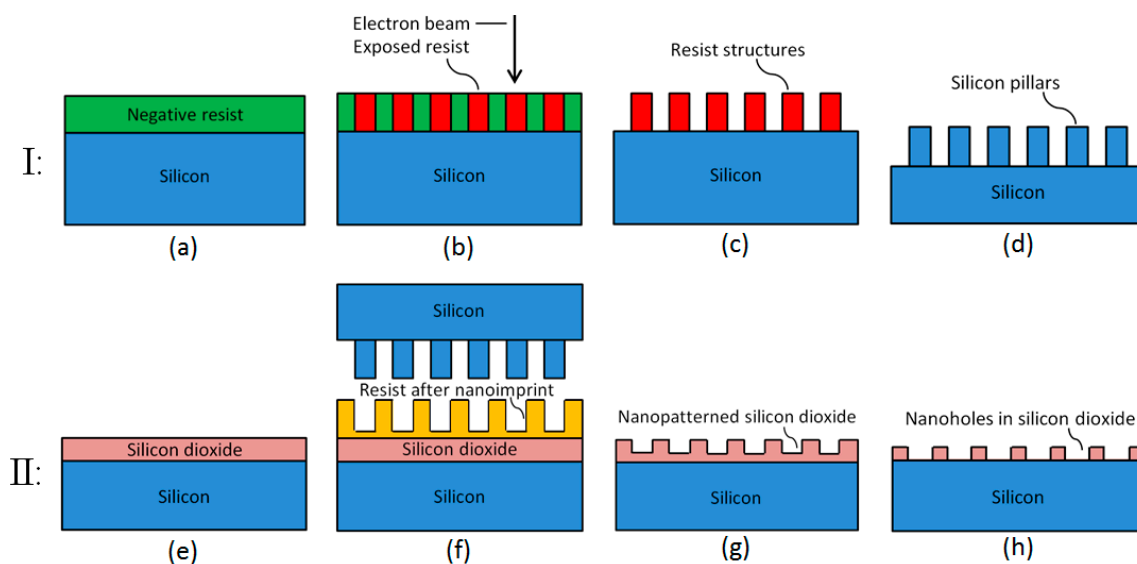 I:
Negative resist
Silicon
(a)
Electron beam
Exposed resist
Silicon
(b)
Resist structures
Silicon
(c)
Silicon pillars
Silicon
(d)
II:
Silicon dioxide
Silicon
(e)
Silicon
Resist after nanoimprint
Silicon dioxide
Silicon
(f)
Nanopatterned silicon dioxide
Silicon
(g)
Nanoholes in silicon dioxide
Silicon
(h)